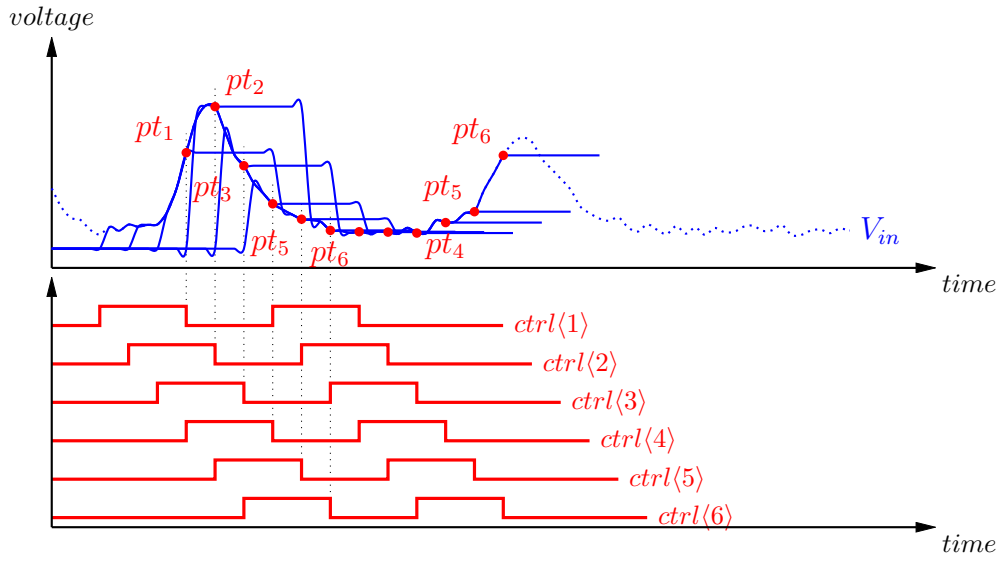 voltage
pt₂
pt₁
pt₆
pt₃
pt₅
pt₅
pt₄
pt₆
V_in
time
ctrl⟨1⟩
ctrl⟨2⟩
ctrl⟨3⟩
ctrl⟨4⟩
ctrl⟨5⟩
ctrl⟨6⟩
time